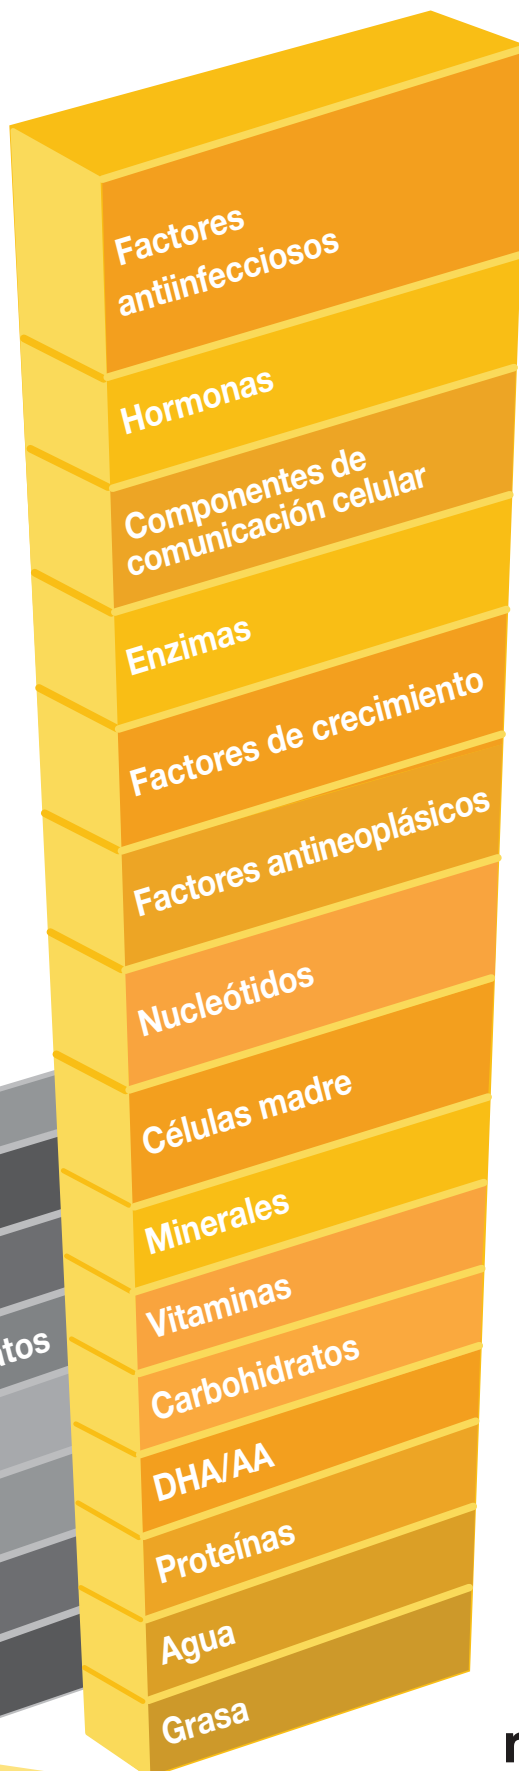 Factores
antiinfecciosos
Hormonas
Componentes de
comunicación celular
Enzimas
Factores de crecimiento
Factores antineoplásicos
Nucleótidos
Células madre
Minerales
Vitaminas
Carbohidratos
DHA/AA
Proteínas
Agua
Grasa